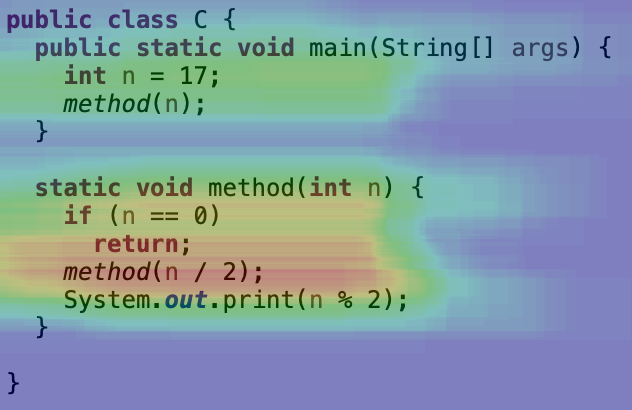 public class C {
  public static void main(String[] args) {
    int n = 17;
    method(n);
  }

  static void method(int n) {
    if (n == 0)
      return;
    method(n / 2);
    System.out.print(n % 2);
  }

}